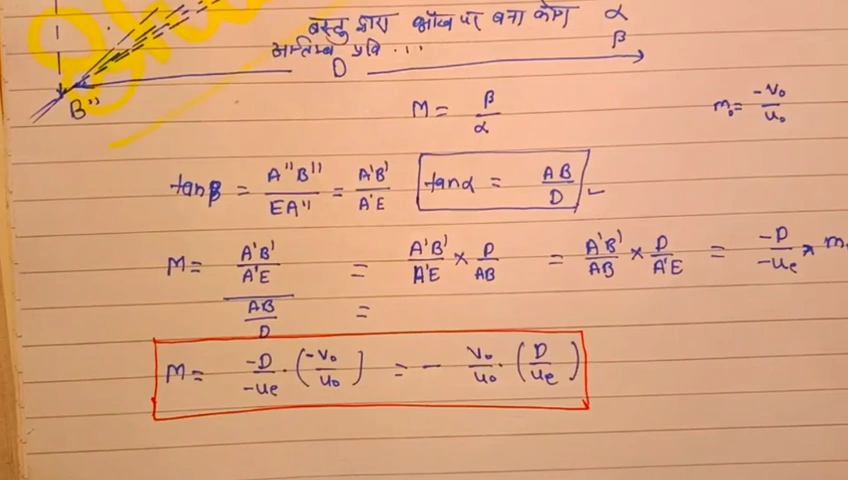 वस्तु द्वारा आँख पर बना कोण α
अन्तिम्ब प्रति ... β
D
B"
M = β/α
m₀ = -v₀/u₀
tanβ = A"B"/EA" = A'B'/A'E
tanα = AB/D
M = (A'B'/A'E)/(AB/D) = A'B'/A'E × D/AB = A'B'/AB × D/A'E = -D/-uₑ × m
=
M = -D/-uₑ · (-v₀/u₀) = - v₀/u₀ · (D/uₑ)